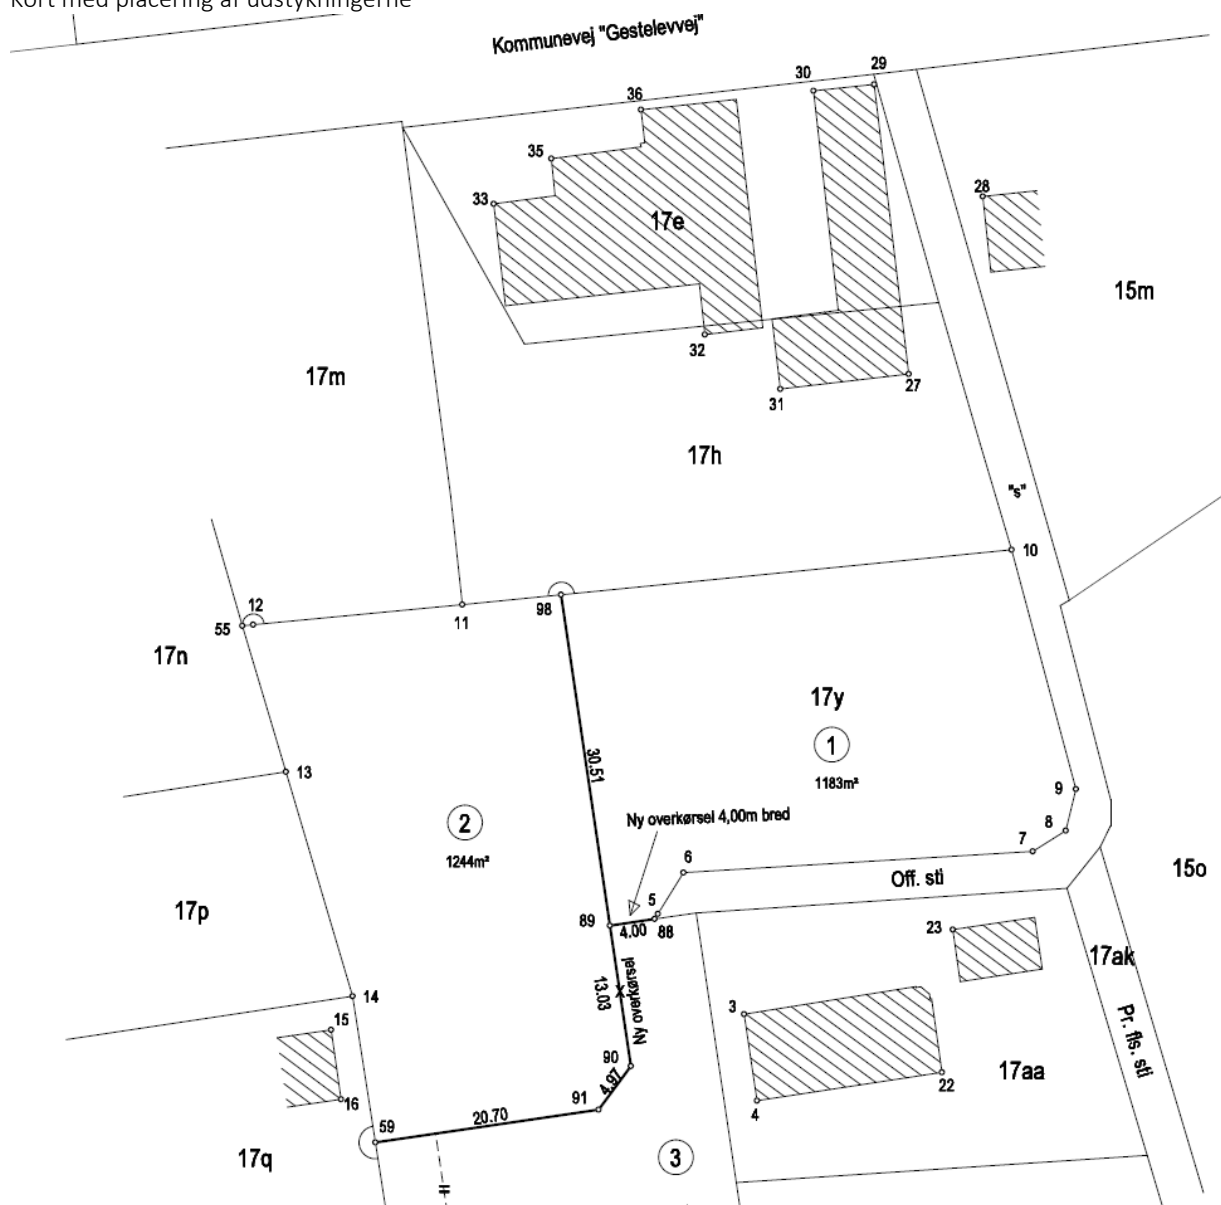 Kort med placering af udstykningerne
Kommunevej "Gestelevvej"
29
30
36
35
33
28
17e
15m
32
17m
31
27
17h
"s"
10
12
98
11
55
17n
17y
1
30.51
1183m²
13
9
Ny overkørsel 4,00m bred
8
2
7
1244m²
6
Off. sti
15o
5
17p
89
4.00
88
23
17ak
13.03
Ny overkørsel
x
14
3
15
Pr. fls. sti
90
17aa
4.97
22
91
16
4
20.70
59
17q
3